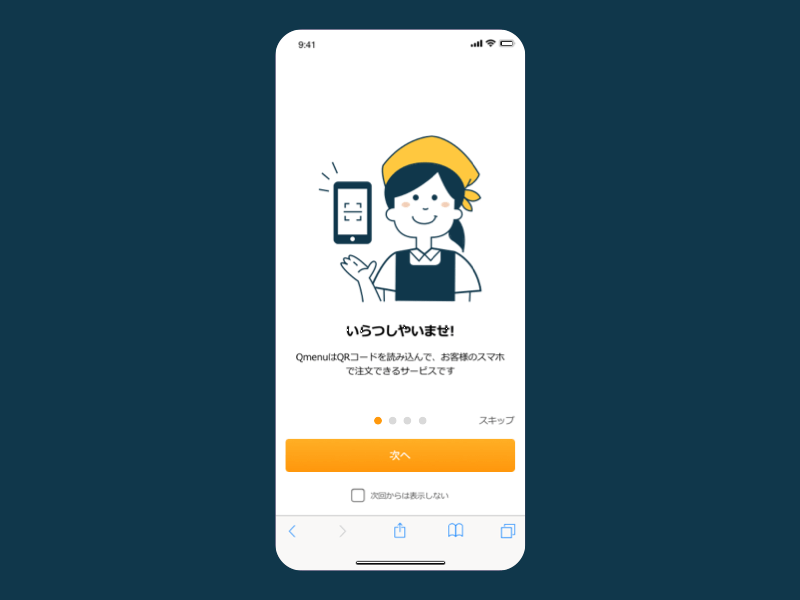 9:41
いらつしやいませ!
QmenuはQRコードを読み込んで、お客様のスマホ
で注文できるサービスです
スキップ
次へ
次回からは表示しない